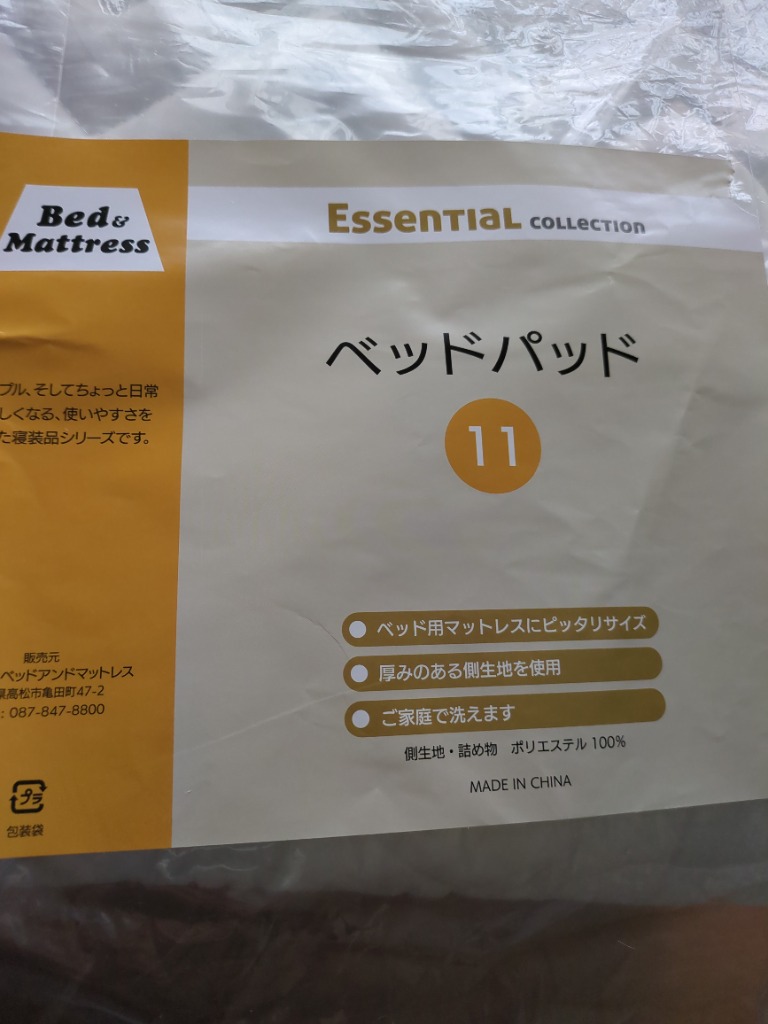 Bed &
Mattress
ESSENTIAL COLLECTION
ベッドパッド
11
プル、そしてちょっと日常
しくなる、使いやすさを
た寝装品シリーズです。
ベッド用マットレスにピッタリサイズ
厚みのある側生地を使用
ご家庭で洗えます
側生地・詰め物 ポリエステル 100%
MADE IN CHINA
販売元
ベッドアンドマットレス
県高松市亀田町47-2
: 087-847-8800
プラ
包装袋